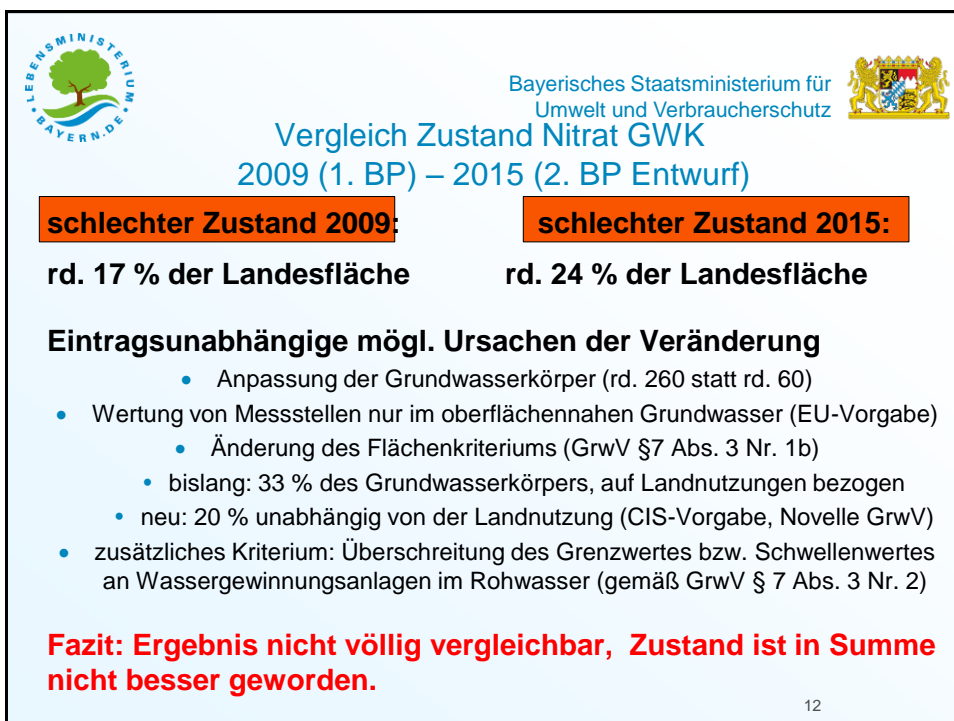 LEBENSMINISTERIUM
BAYERN.DE
Bayerisches Staatsministerium für
Umwelt und Verbraucherschutz
Vergleich Zustand Nitrat GWK
2009 (1. BP) – 2015 (2. BP Entwurf)
schlechter Zustand 2009: schlechter Zustand 2015:
rd. 17 % der Landesfläche rd. 24 % der Landesfläche
Eintragsunabhängige mögl. Ursachen der Veränderung
• Anpassung der Grundwasserkörper (rd. 260 statt rd. 60)
• Wertung von Messstellen nur im oberflächennahen Grundwasser (EU-Vorgabe)
• Änderung des Flächenkriteriums (GrwV §7 Abs. 3 Nr. 1b)
• bislang: 33 % des Grundwasserkörpers, auf Landnutzungen bezogen
• neu: 20 % unabhängig von der Landnutzung (CIS-Vorgabe, Novelle GrwV)
• zusätzliches Kriterium: Überschreitung des Grenzwertes bzw. Schwellenwertes
an Wassergewinnungsanlagen im Rohwasser (gemäß GrwV § 7 Abs. 3 Nr. 2)
Fazit: Ergebnis nicht völlig vergleichbar, Zustand ist in Summe
nicht besser geworden.
12